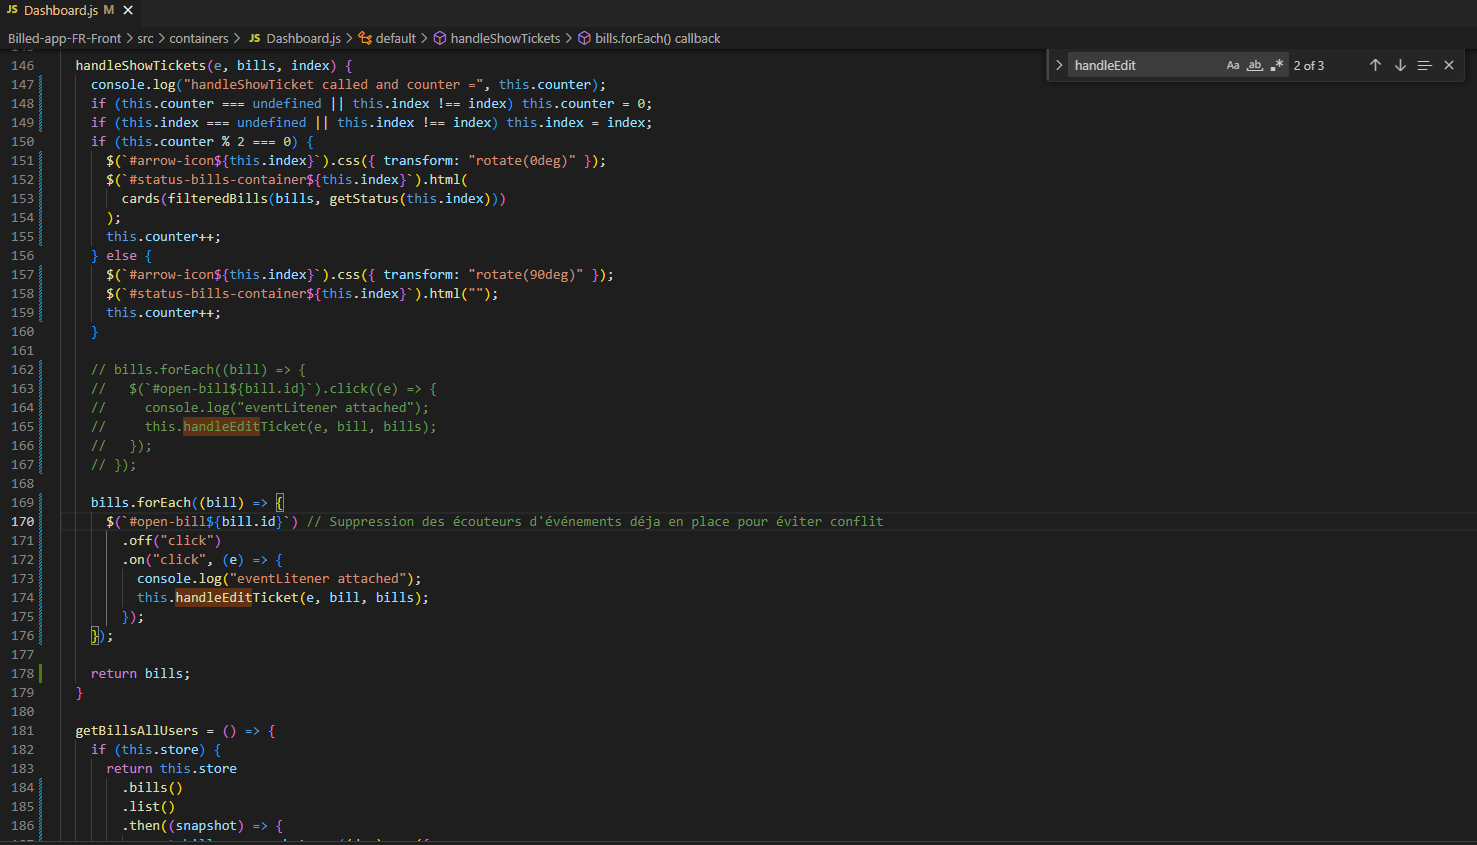 JS Dashboard.js M ×
Billed-app-FR-Front > src > containers > JS Dashboard.js > default > handleShowTickets > bills.forEach() callback
handleEdit Aa ab .* 2 of 3
146 handleShowTickets(e, bills, index) {
147 console.log("handleShowTicket called and counter =", this.counter);
148 if (this.counter === undefined || this.index !== index) this.counter = 0;
149 if (this.index === undefined || this.index !== index) this.index = index;
150 if (this.counter % 2 === 0) {
151 $(`#arrow-icon${this.index}`).css({ transform: "rotate(0deg)" });
152 $(`#status-bills-container${this.index}`).html(
153 cards(filteredBills(bills, getStatus(this.index)))
154 );
155 this.counter++;
156 } else {
157 $(`#arrow-icon${this.index}`).css({ transform: "rotate(90deg)" });
158 $(`#status-bills-container${this.index}`).html("");
159 this.counter++;
160 }
161
162 // bills.forEach((bill) => {
163 // $(`#open-bill${bill.id}`).click((e) => {
164 // console.log("eventLitener attached");
165 // this.handleEditTicket(e, bill, bills);
166 // });
167 // });
168
169 bills.forEach((bill) => {
170 $(`#open-bill${bill.id}`) // Suppression des écouteurs d'événements déja en place pour éviter conflit
171 .off("click")
172 .on("click", (e) => {
173 console.log("eventLitener attached");
174 this.handleEditTicket(e, bill, bills);
175 });
176 });
177
178 return bills;
179 }
180
181 getBillsAllUsers = () => {
182 if (this.store) {
183 return this.store
184 .bills()
185 .list()
186 .then((snapshot) => {